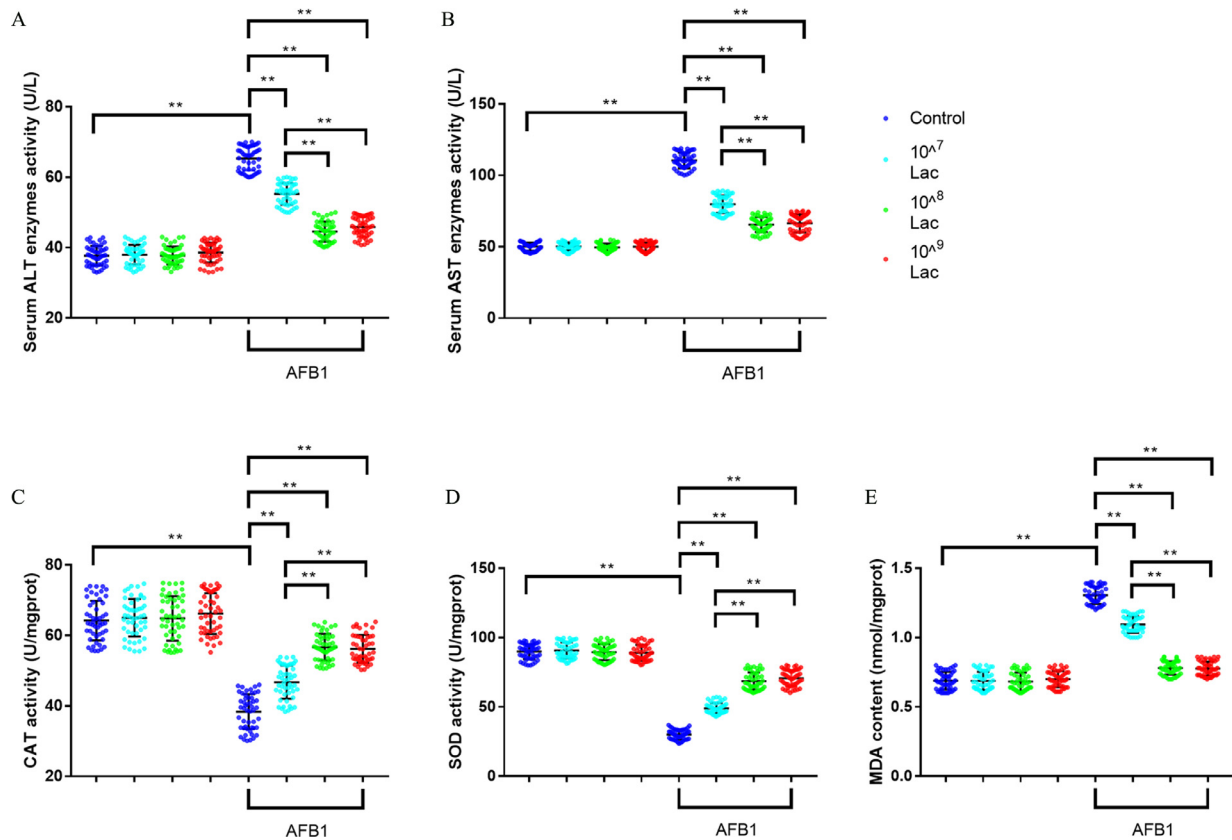 A
Serum ALT enzymes activity (U/L)
80
60
40
20
**
**
**
**
**
**
AFB1
B
Serum AST enzymes activity (U/L)
150
100
50
0
**
**
**
**
**
**
AFB1
Control
10^7
Lac
10^8
Lac
10^9
Lac
C
CAT activity (U/mgprot)
80
60
40
20
**
**
**
**
**
**
AFB1
D
SOD activity (U/mgprot)
150
100
50
0
**
**
**
**
**
**
AFB1
E
MDA content (nmol/mgprot)
1.5
1.0
0.5
0.0
**
**
**
**
**
**
AFB1